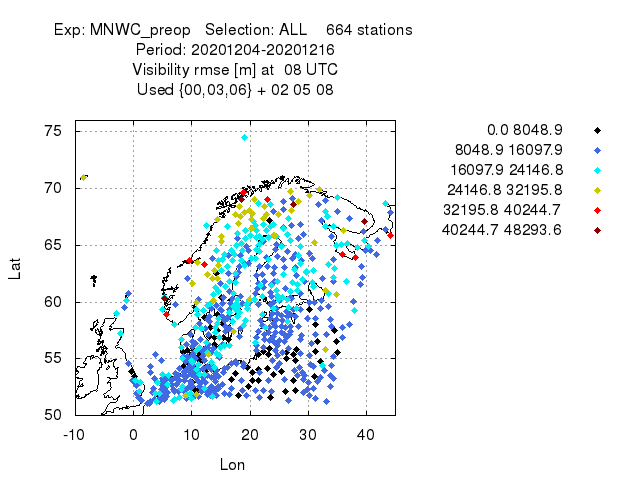 Exp: MNWC_preop   Selection: ALL    664 stations
Period: 20201204-20201216
Visibility rmse [m] at  08 UTC
Used {00,03,06} + 02 05 08
0.0 8048.9
8048.9 16097.9
16097.9 24146.8
24146.8 32195.8
32195.8 40244.7
40244.7 48293.6
75
70
65
60
55
50
Lat
-10 0 10 20 30 40
Lon